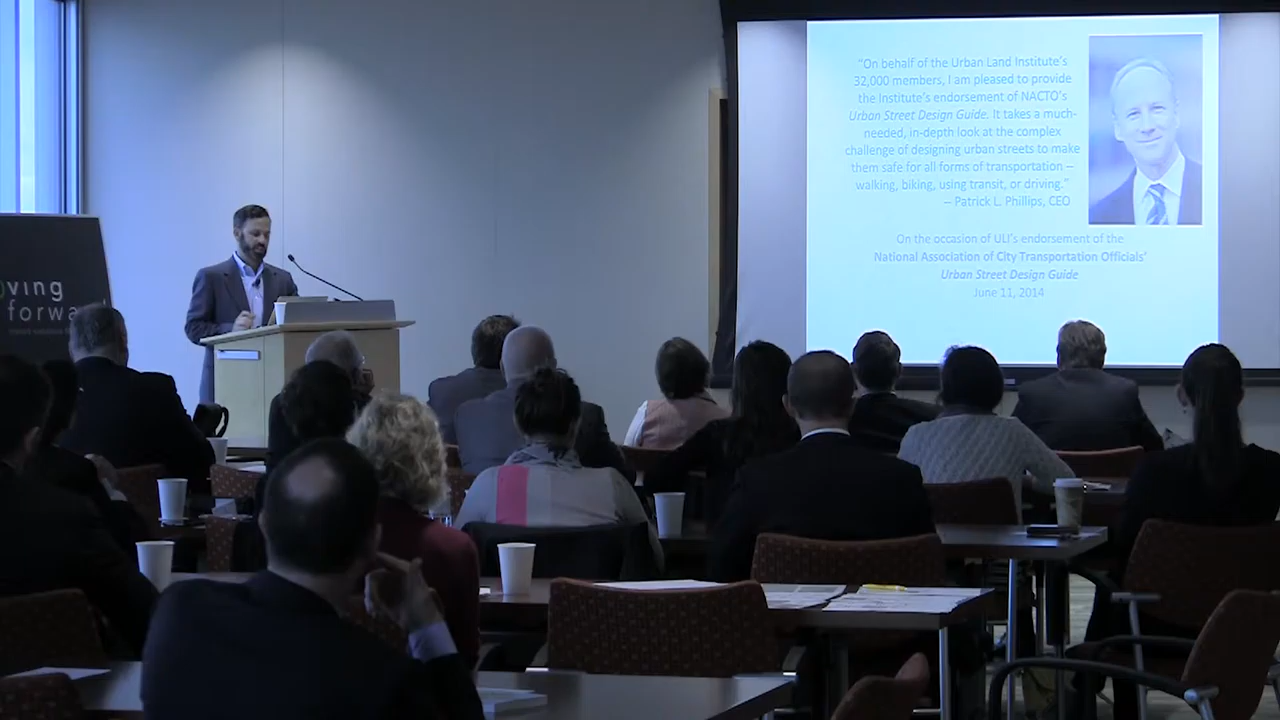 "On behalf of the Urban Land Institute's
32,000 members, I am pleased to provide
the Institute's endorsement of NACTO's
Urban Street Design Guide. It takes a much-
needed, in-depth look at the complex
challenge of designing urban streets to make
them safe for all forms of transportation –
walking, biking, using transit, or driving."
– Patrick L. Phillips, CEO
On the occasion of ULI's endorsement of the
National Association of City Transportation Officials'
Urban Street Design Guide
June 11, 2014
ving
forwa